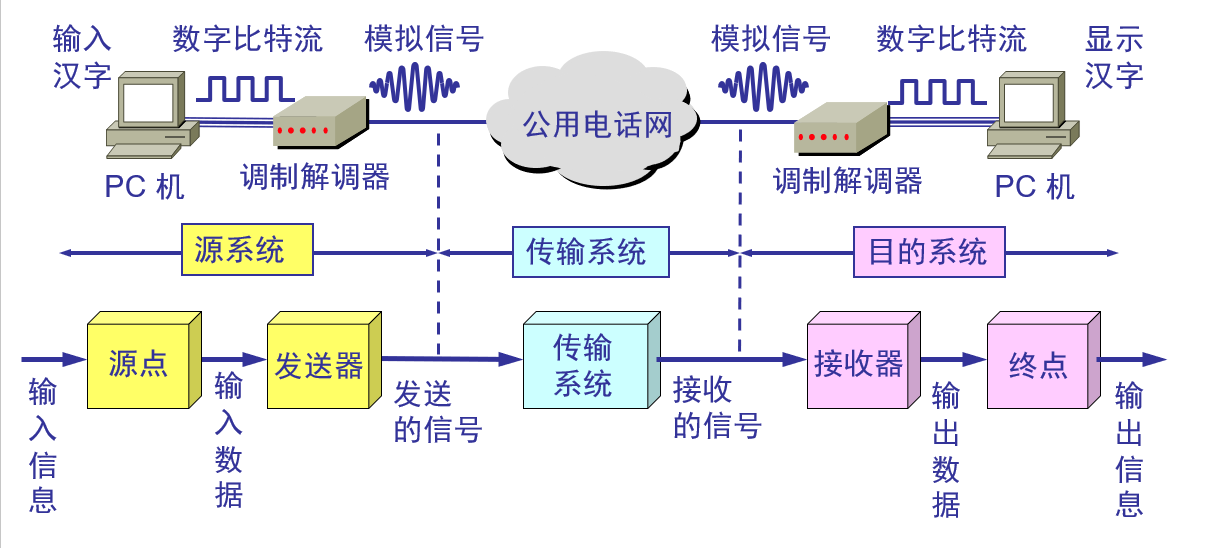 输入
汉字
数字比特流
模拟信号
模拟信号
数字比特流
显示
汉字
公用电话网
PC 机
调制解调器
调制解调器
PC 机
源系统
传输系统
目的系统
源点
发送器
传输
系统
接收器
终点
输入信息
输入数据
发送
的信号
接收
的信号
输出数据
输出信息